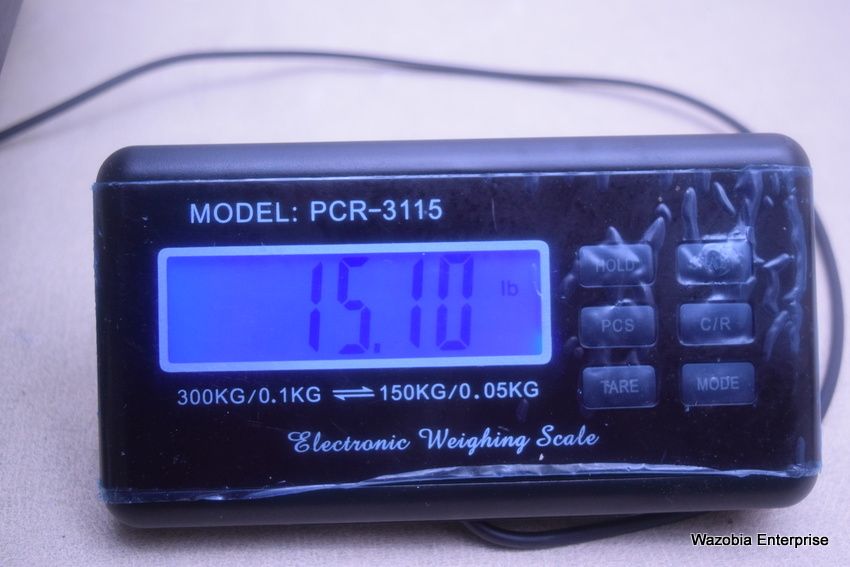 MODEL: PCR-3115
15.10 lb
HOLD
PCS C/R
TARE MODE
300KG/0.1KG ⇌ 150KG/0.05KG
Electronic Weighing Scale
Wazobia Enterprise